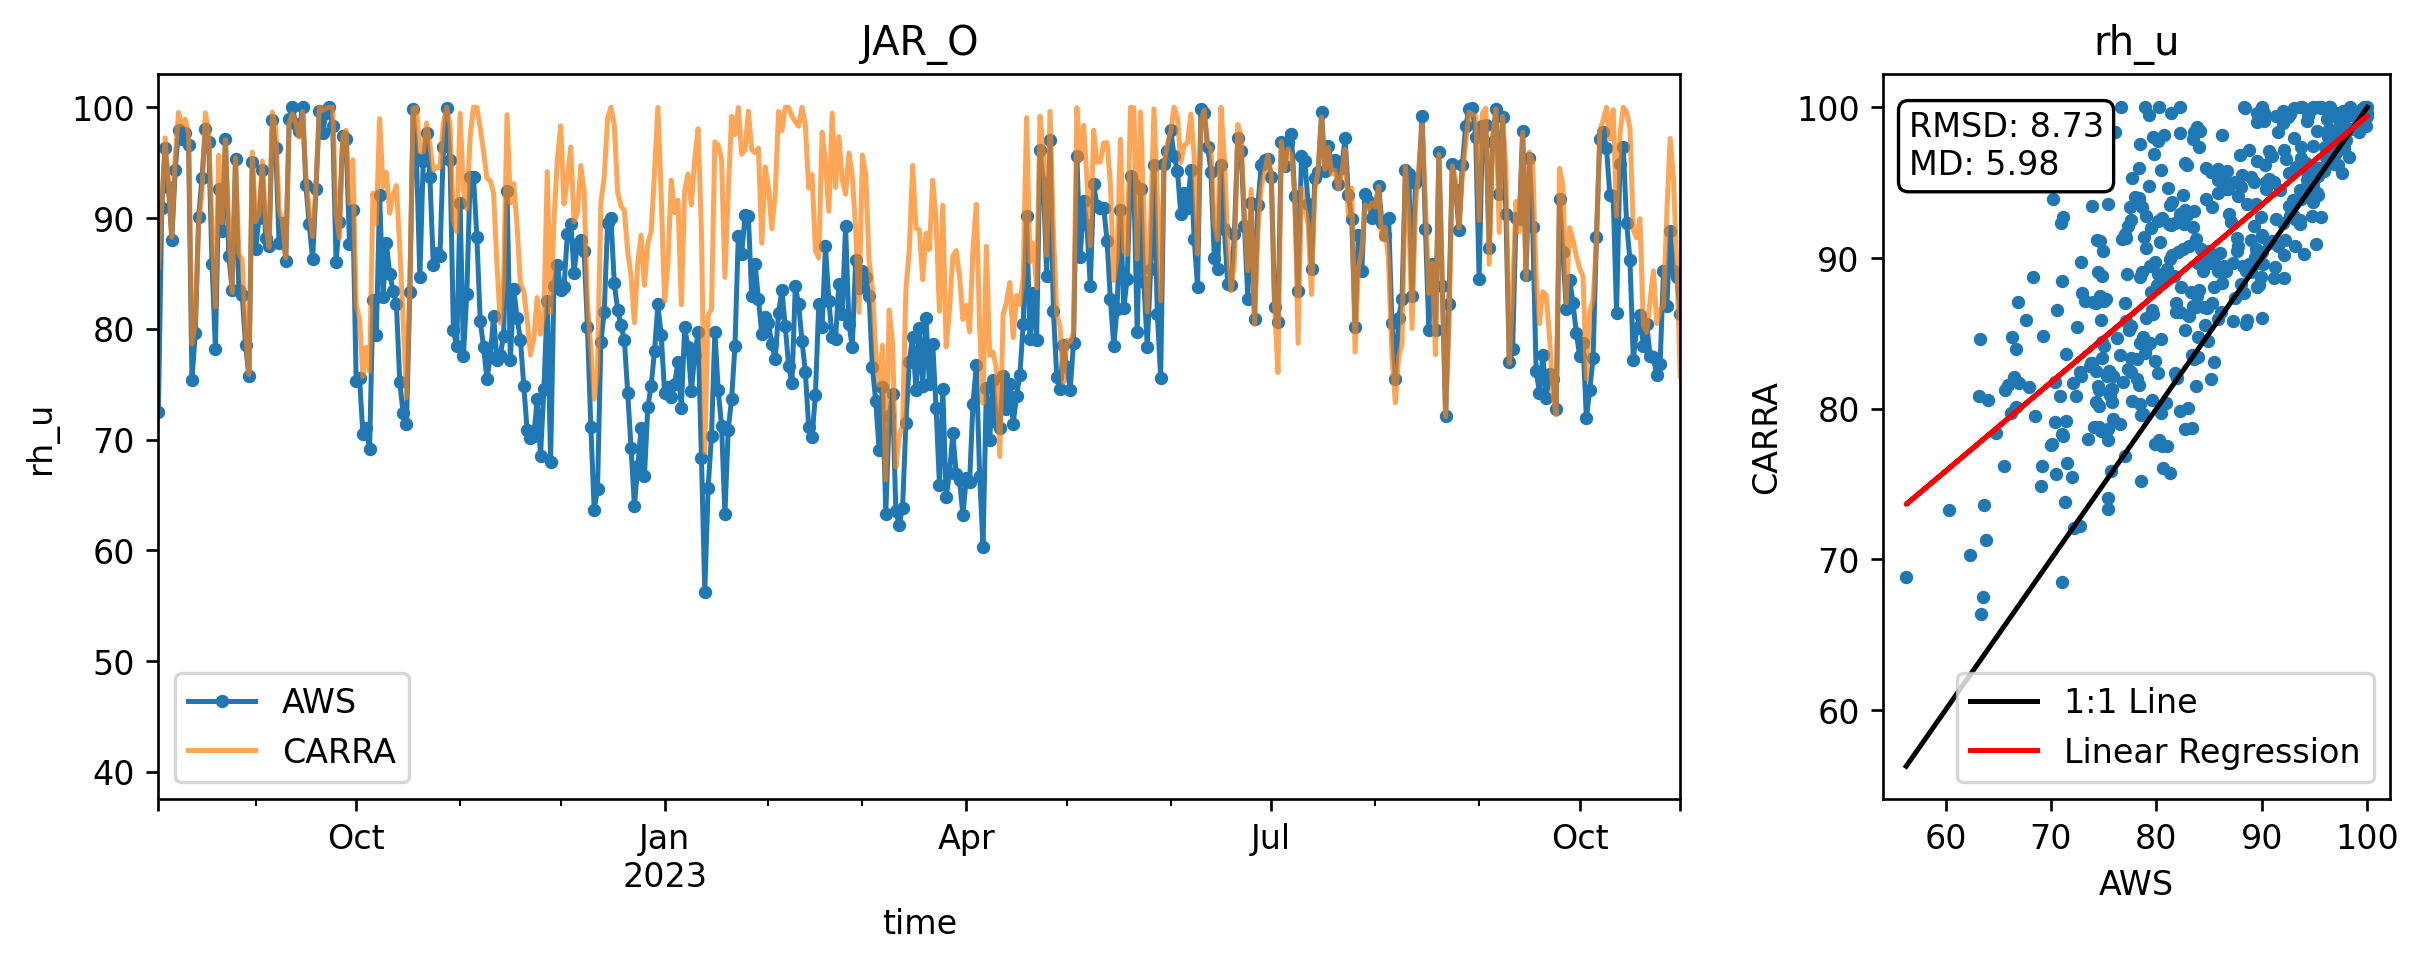 JAR_O
rh_u
100
90
80
70
60
50
40
AWS
CARRA
Oct
Jan
2023
Apr
Jul
Oct
time
rh_u
CARRA
100
90
80
70
60
RMSD: 8.73
MD: 5.98
1:1 Line
Linear Regression
60
70
80
90
100
AWS